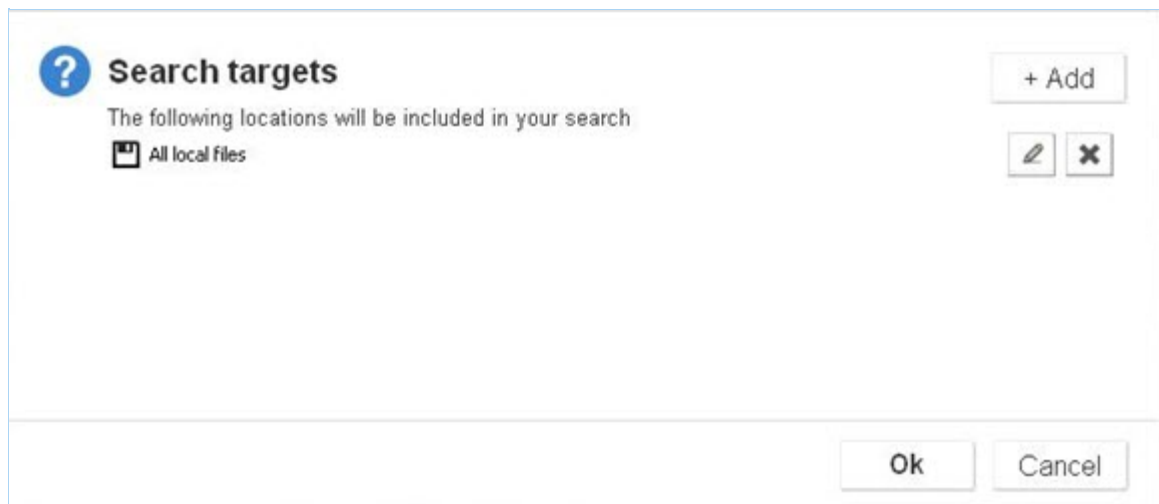 Search targets
+ Add
The following locations will be included in your search
All local files
Ok
Cancel